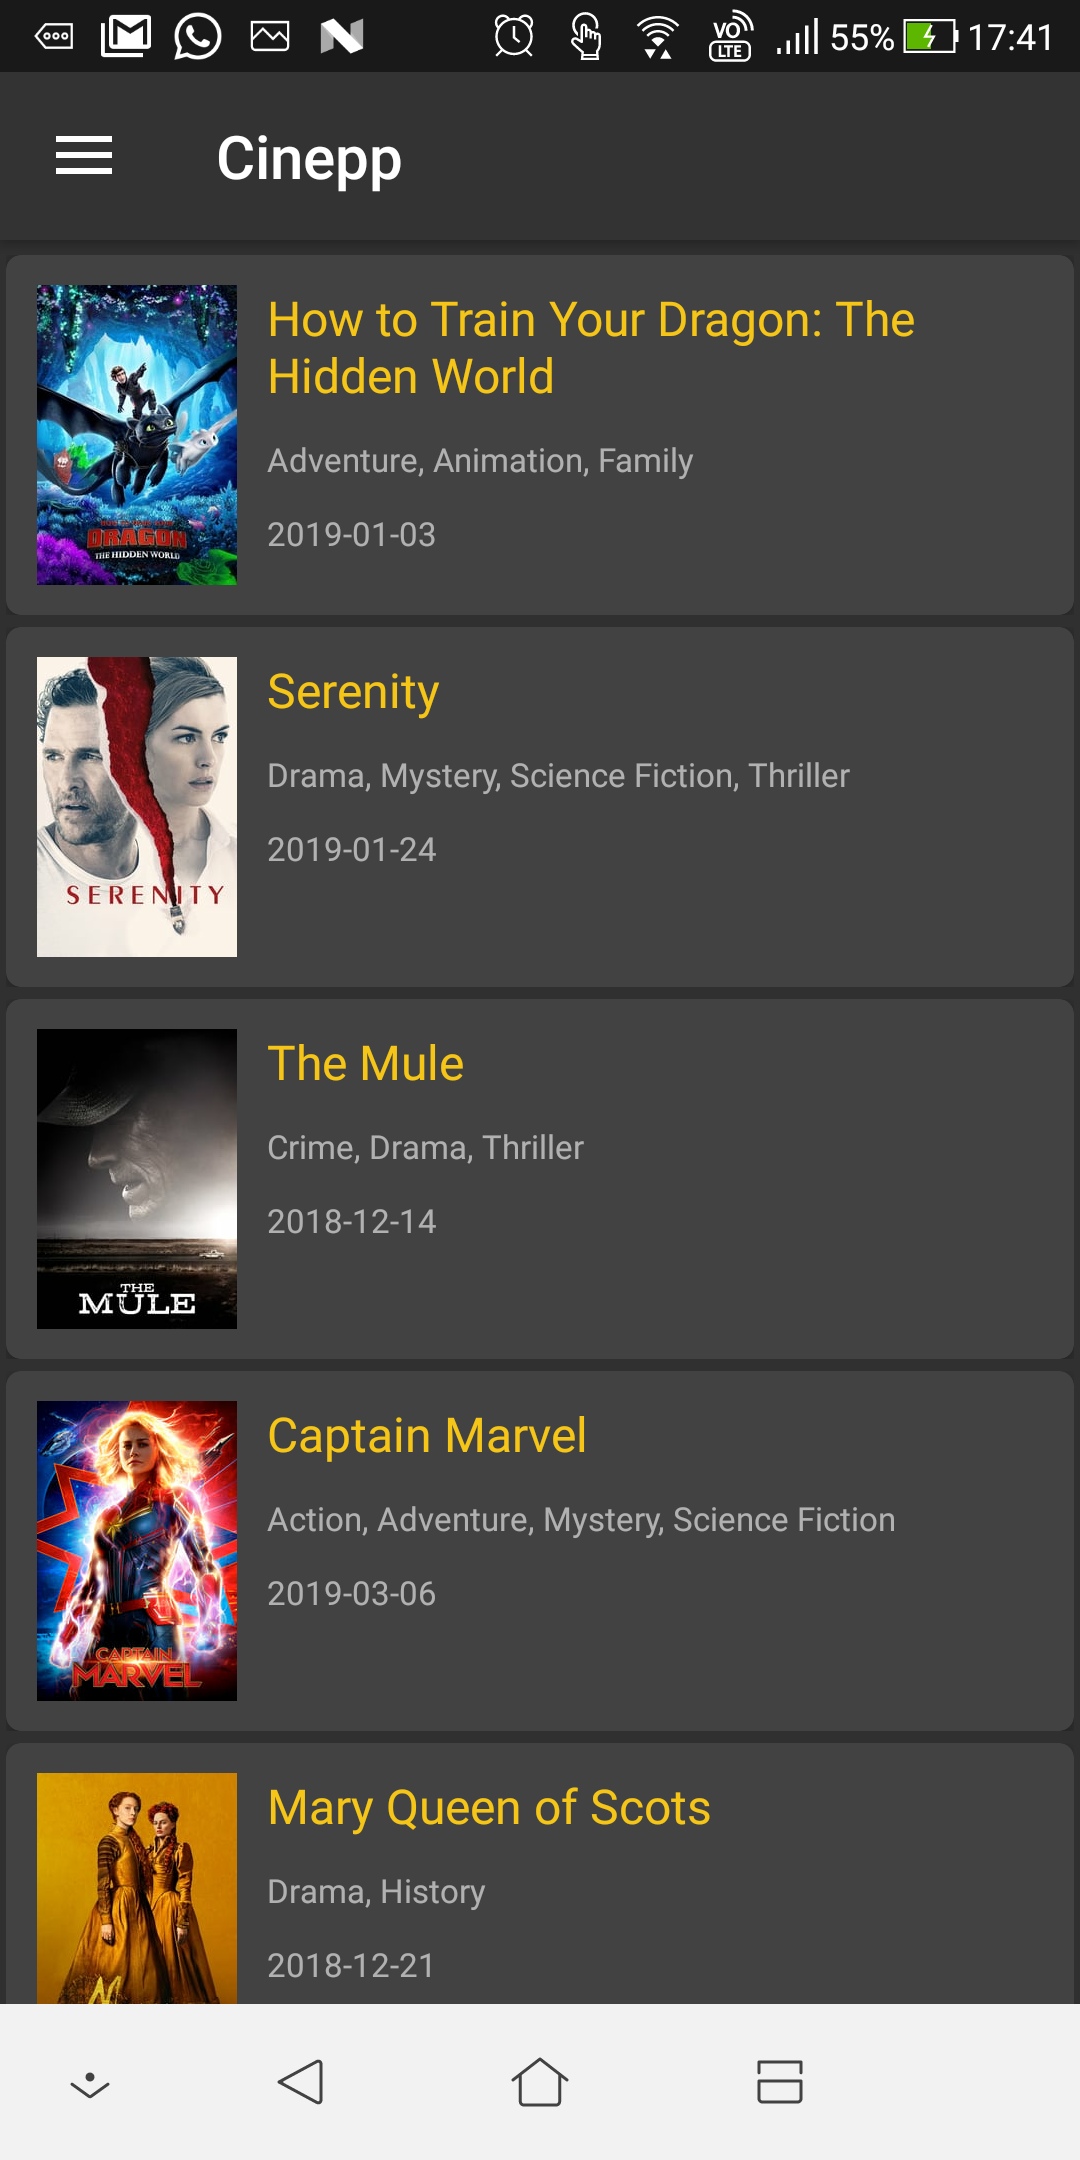 VO LTE 55% 17:41
Cinepp
How to Train Your Dragon: The
Hidden World
Adventure, Animation, Family
2019-01-03
DRAGON
THE HIDDEN WORLD
Serenity
Drama, Mystery, Science Fiction, Thriller
2019-01-24
SERENITY
The Mule
Crime, Drama, Thriller
2018-12-14
THE
MULE
Captain Marvel
Action, Adventure, Mystery, Science Fiction
2019-03-06
CAPTAIN
MARVEL
Mary Queen of Scots
Drama, History
2018-12-21